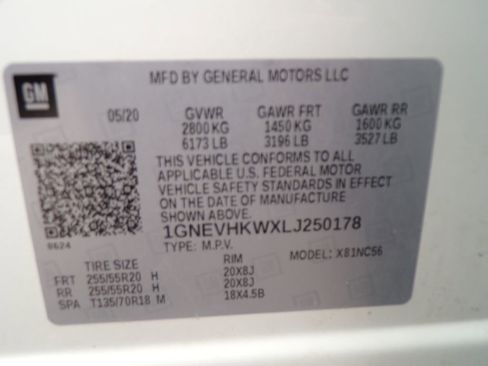 MFD BY GENERAL MOTORS LLC
GM
05/20 GVWR GAWR FRT GAWR RR
2800 KG 1450 KG 1600 KG
6173 LB 3196 LB 3527 LB
THIS VEHICLE CONFORMS TO ALL
APPLICABLE U.S. FEDERAL MOTOR
VEHICLE SAFETY STANDARDS IN EFFECT
ON THE DATE OF MANUFACTURE
SHOWN ABOVE.
8624
1GNEVHKWXLJ250178
TYPE: M.P.V. MODEL: X81NC56
TIRE SIZE RIM
FRT 255/55R20 H 20X8J
RR 255/55R20 H 20X8J
SPA T135/70R18 M 18X4.5B